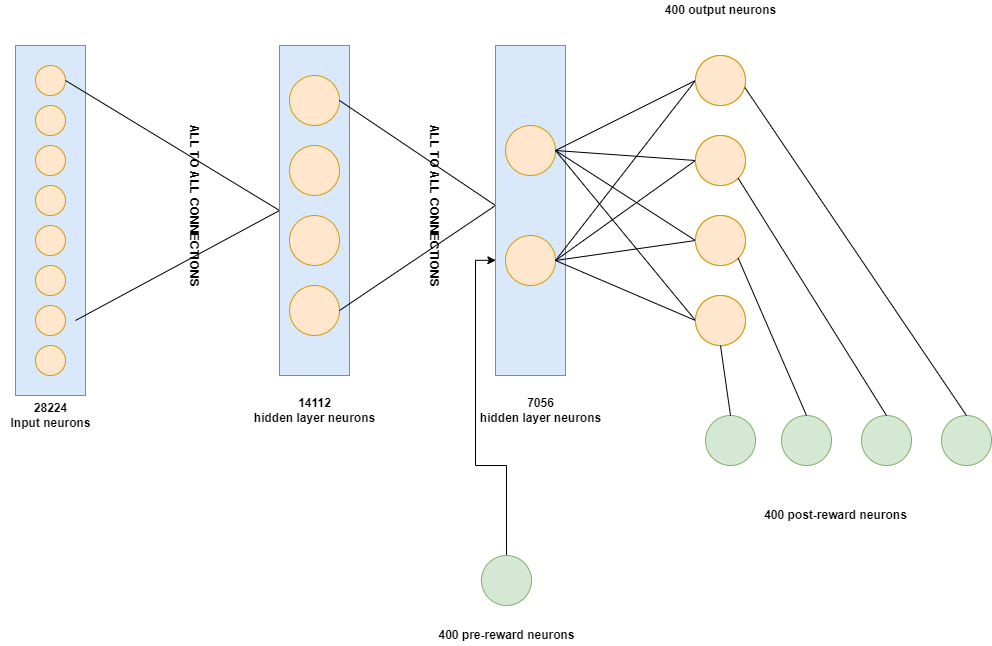 400 output neurons
ALL TO ALL CONNECTIONS
ALL TO ALL CONNECTIONS
28224
Input neurons
14112
hidden layer neurons
7056
hidden layer neurons
400 post-reward neurons
400 pre-reward neurons